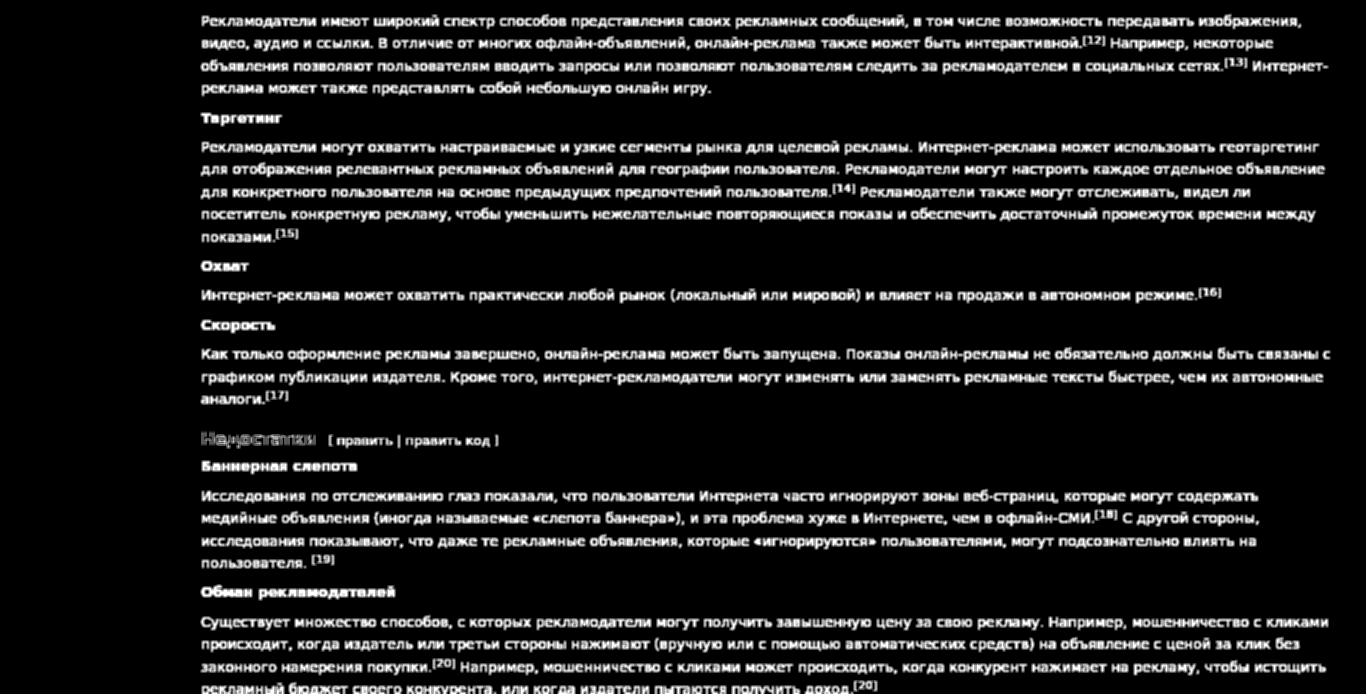 Рекламодатели имеют широкий спектр способов представления своих рекламных сообщений, в том числе возможность передавать изображения,
видео, аудио и ссылки. В отличие от многих офлайн-объявлений, онлайн-реклама также может быть интерактивной.[12] Например, некоторые
объявления позволяют пользователям вводить запросы или позволяют пользователям следить за рекламодателем в социальных сетях.[13] Интернет-
реклама может также представлять собой небольшую онлайн игру.
Таргетинг
Рекламодатели могут охватить настраиваемые и узкие сегменты рынка для целевой рекламы. Интернет-реклама может использовать геотаргетинг
для отображения релевантных рекламных объявлений для географии пользователя. Рекламодатели могут настроить каждое отдельное объявление
для конкретного пользователя на основе предыдущих предпочтений пользователя.[14] Рекламодатели также могут отслеживать, видел ли
посетитель конкретную рекламу, чтобы уменьшить нежелательные повторяющиеся показы и обеспечить достаточный промежуток времени между
показами.[15]
Охват
Интернет-реклама может охватить практически любой рынок (локальный или мировой) и влияет на продажи в автономном режиме.[16]
Скорость
Как только оформление рекламы завершено, онлайн-реклама может быть запущена. Показы онлайн-рекламы не обязательно должны быть связаны с
графиком публикации издателя. Кроме того, интернет-рекламодатели могут изменять или заменять рекламные тексты быстрее, чем их автономные
аналоги.[17]
Недостатки [ править | править код ]
Баннерная слепота
Исследования по отслеживанию глаз показали, что пользователи Интернета часто игнорируют зоны веб-страниц, которые могут содержать
медийные объявления (иногда называемые «слепота баннера»), и эта проблема хуже в Интернете, чем в офлайн-СМИ.[18] С другой стороны,
исследования показывают, что даже те рекламные объявления, которые «игнорируются» пользователями, могут подсознательно влиять на
пользователя. [19]
Обман рекламодателей
Существует множество способов, с которых рекламодатели могут получить завышенную цену за свою рекламу. Например, мошенничество с кликами
происходит, когда издатель или третьи стороны нажимают (вручную или с помощью автоматических средств) на объявление с ценой за клик без
законного намерения покупки.[20] Например, мошенничество с кликами может происходить, когда конкурент нажимает на рекламу, чтобы истощить
рекламный бюджет своего конкурента, или когда издатели пытаются получить доход.[20]